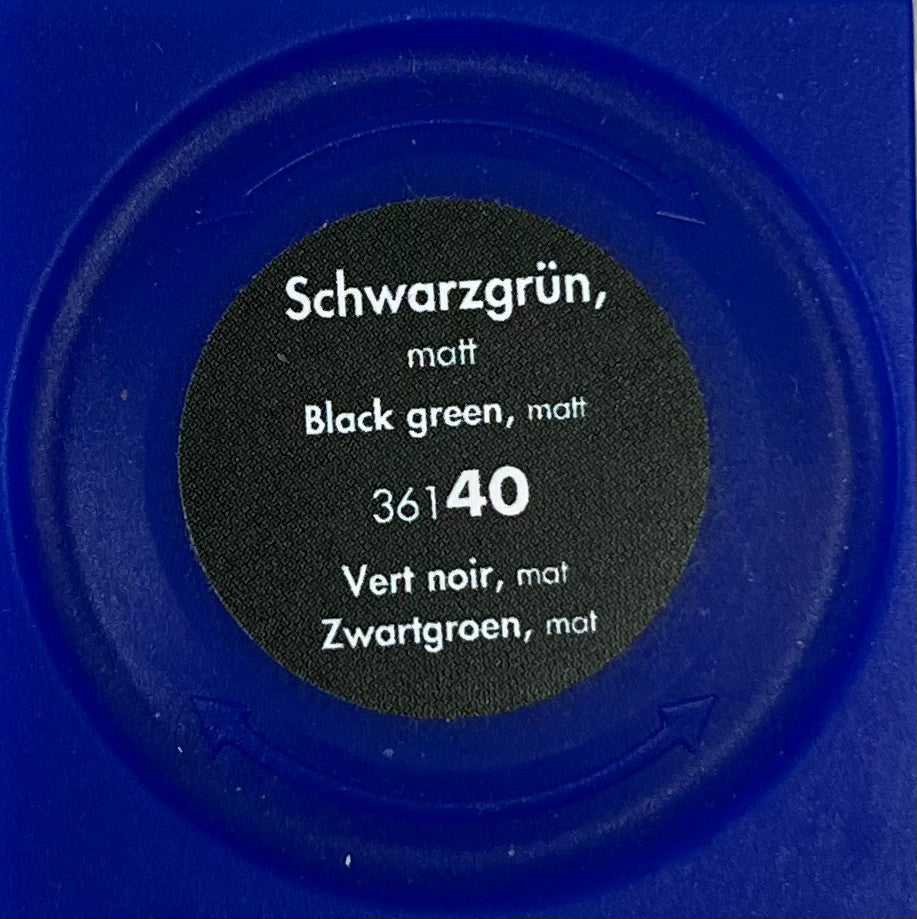 Schwarzgrün,
matt
Black green, matt
36140
Vert noir, mat
Zwartgroen, mat